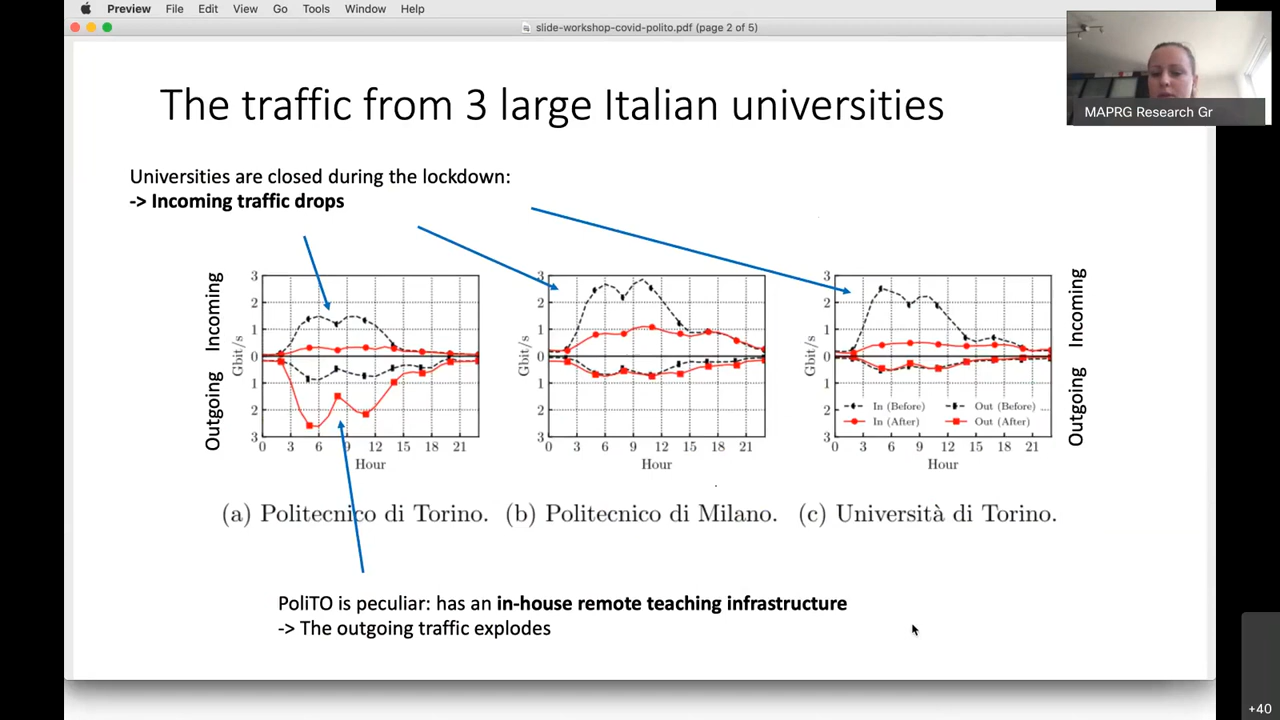 Preview File Edit View Go Tools Window Help
slide-workshop-covid-polito.pdf (page 2 of 5)
MAPRG Research Gr
The traffic from 3 large Italian universities
Universities are closed during the lockdown:
-> Incoming traffic drops
Incoming
Outgoing
Gbit/s
3
2
1
0
1
2
3
0 3 6 9 12 15 18 21
Hour
Gbit/s
3
2
1
0
1
2
3
0 3 6 9 12 15 18 21
Hour
Gbit/s
3
2
1
0
1
2
3
0 3 6 9 12 15 18 21
Hour
In (Before) Out (Before)
In (After) Out (After)
Incoming
Outgoing
(a) Politecnico di Torino. (b) Politecnico di Milano. (c) Università di Torino.
PoliTO is peculiar: has an in-house remote teaching infrastructure
-> The outgoing traffic explodes
+40